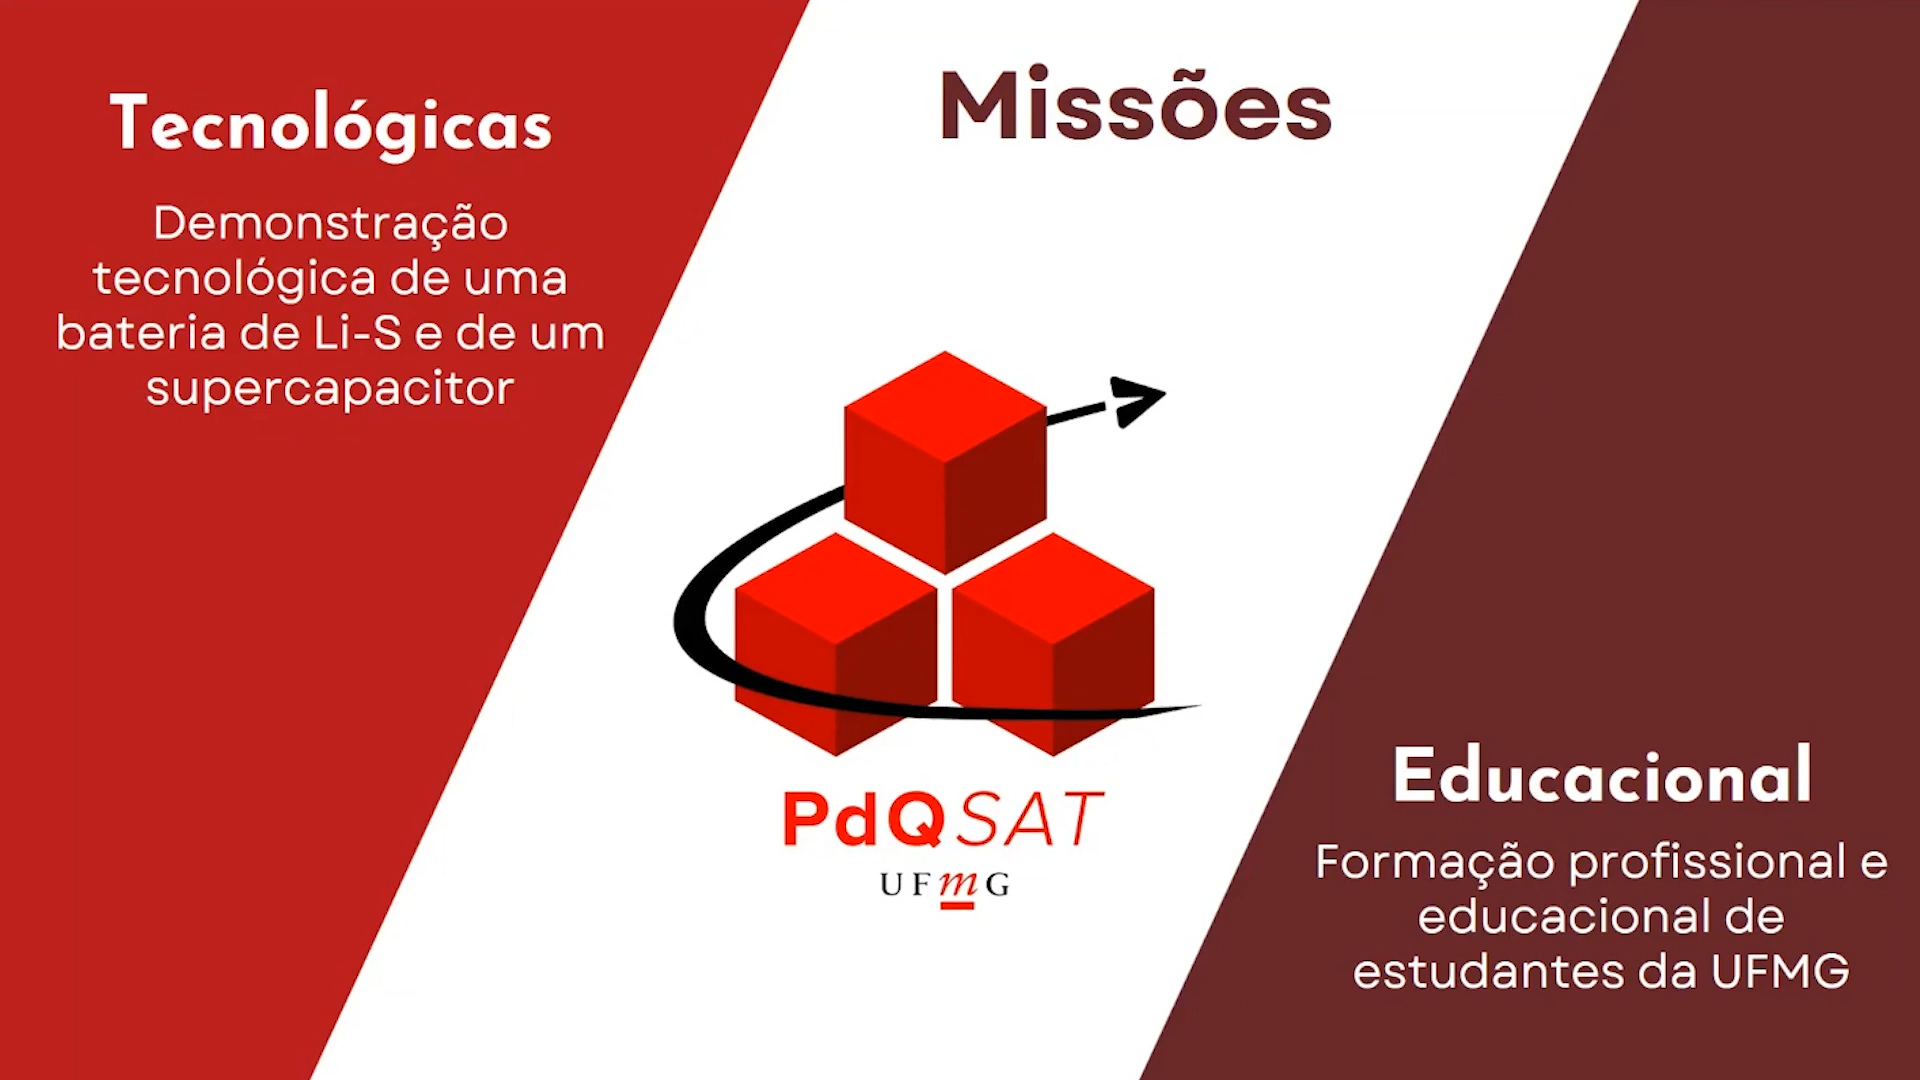 Missões
Tecnológicas
Demonstração
tecnológica de uma
bateria de Li-S e de um
supercapacitor
PdQSAT
UFmG
Educacional
Formação profissional e
educacional de
estudantes da UFMG